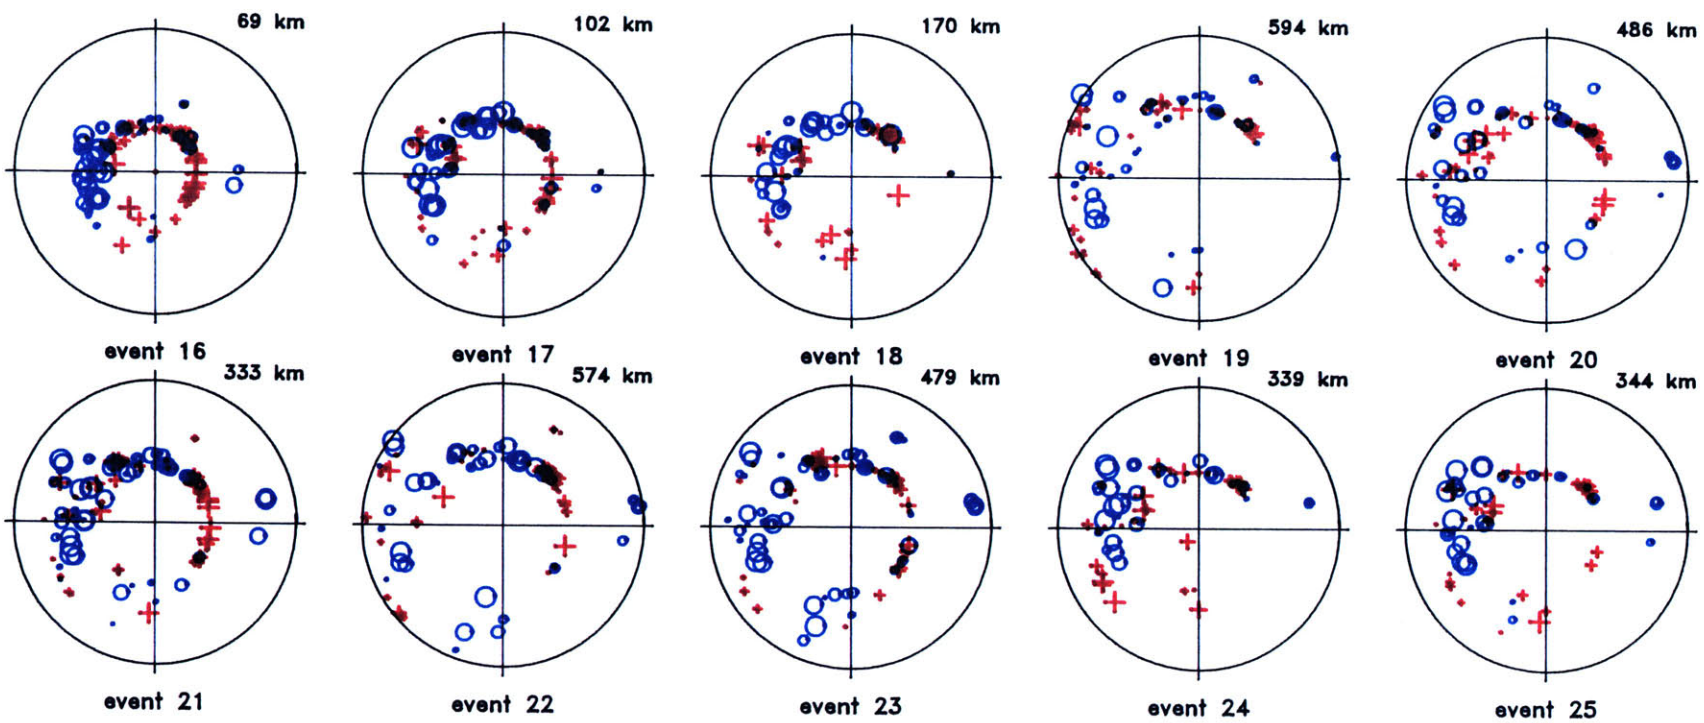 69 km 102 km 170 km 594 km 486 km
event 16 event 17 event 18 event 19 event 20
333 km 574 km 479 km 339 km 344 km
event 21 event 22 event 23 event 24 event 25